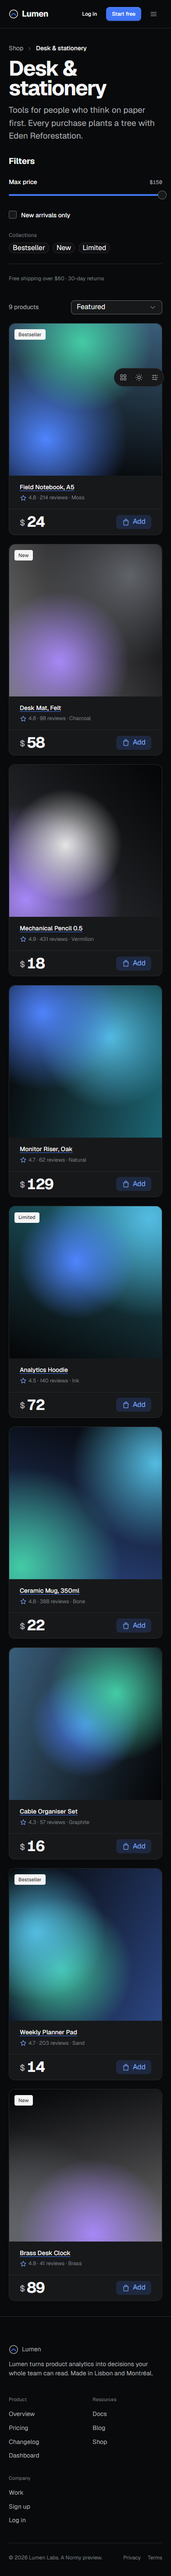 Lumen
Log in
Start free
Shop > Desk & stationery
Desk &
stationery
Tools for people who think on paper
first. Every purchase plants a tree with
Eden Reforestation.
Filters
Max price
$150
New arrivals only
Collections
Bestseller
New
Limited
Free shipping over $60 · 30-day returns
9 products
Featured
Bestseller
Field Notebook, A5
4.8 · 214 reviews · Moss
$ 24
Add
New
Desk Mat, Felt
4.6 · 98 reviews · Charcoal
$ 58
Add
Mechanical Pencil 0.5
4.9 · 431 reviews · Vermilion
$ 18
Add
Monitor Riser, Oak
4.7 · 62 reviews · Natural
$ 129
Add
Limited
Analytics Hoodie
4.5 · 140 reviews · Ink
$ 72
Add
Ceramic Mug, 350ml
4.8 · 388 reviews · Bone
$ 22
Add
Cable Organiser Set
4.3 · 57 reviews · Graphite
$ 16
Add
Bestseller
Weekly Planner Pad
4.7 · 203 reviews · Sand
$ 14
Add
New
Brass Desk Clock
4.9 · 41 reviews · Brass
$ 89
Add
Lumen
Lumen turns product analytics into decisions your
whole team can read. Made in Lisbon and Montréal.
Product
Overview
Pricing
Changelog
Dashboard
Resources
Docs
Blog
Shop
Company
Work
Sign up
Log in
© 2026 Lumen Labs. A Normy preview.
Privacy
Terms